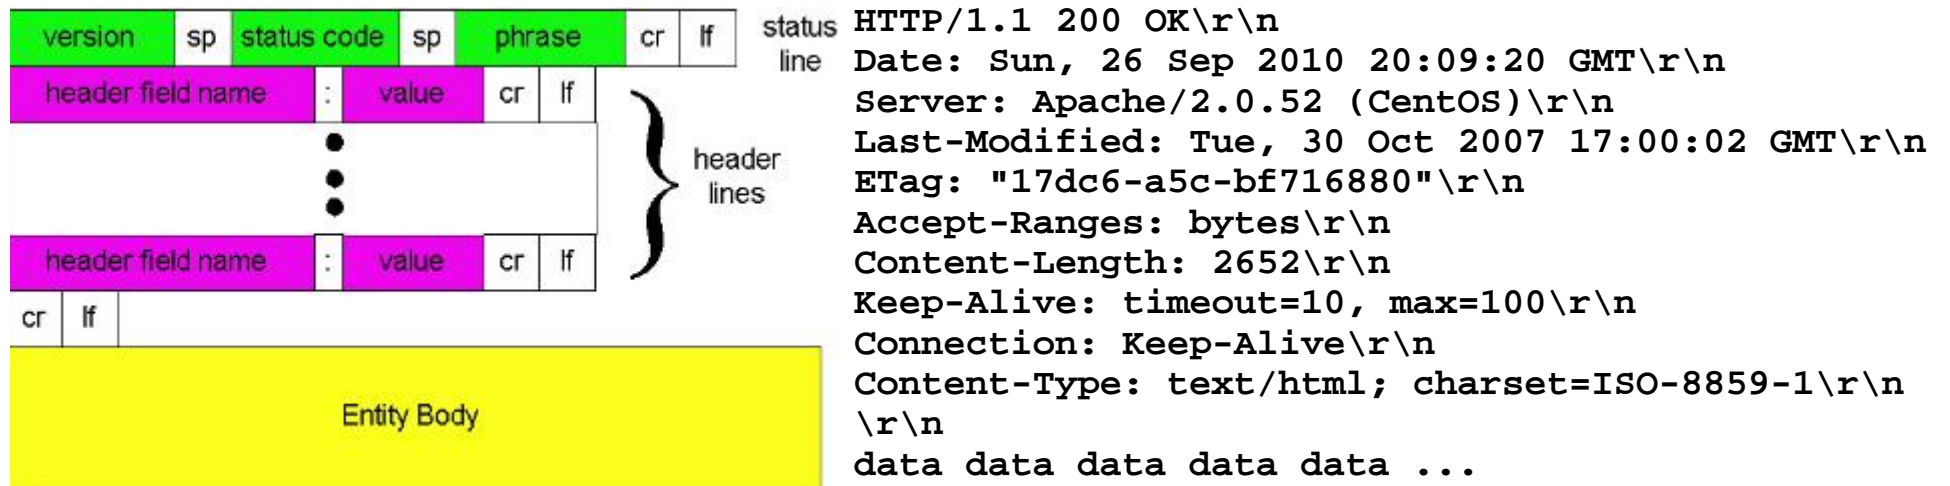 version sp status code sp phrase cr lf
status line
header field name : value cr lf
header lines
header field name : value cr lf
cr lf
Entity Body
HTTP/1.1 200 OK\r\n
Date: Sun, 26 Sep 2010 20:09:20 GMT\r\n
Server: Apache/2.0.52 (CentOS)\r\n
Last-Modified: Tue, 30 Oct 2007 17:00:02 GMT\r\n
ETag: "17dc6-a5c-bf716880"\r\n
Accept-Ranges: bytes\r\n
Content-Length: 2652\r\n
Keep-Alive: timeout=10, max=100\r\n
Connection: Keep-Alive\r\n
Content-Type: text/html; charset=ISO-8859-1\r\n
\r\n
data data data data data ...